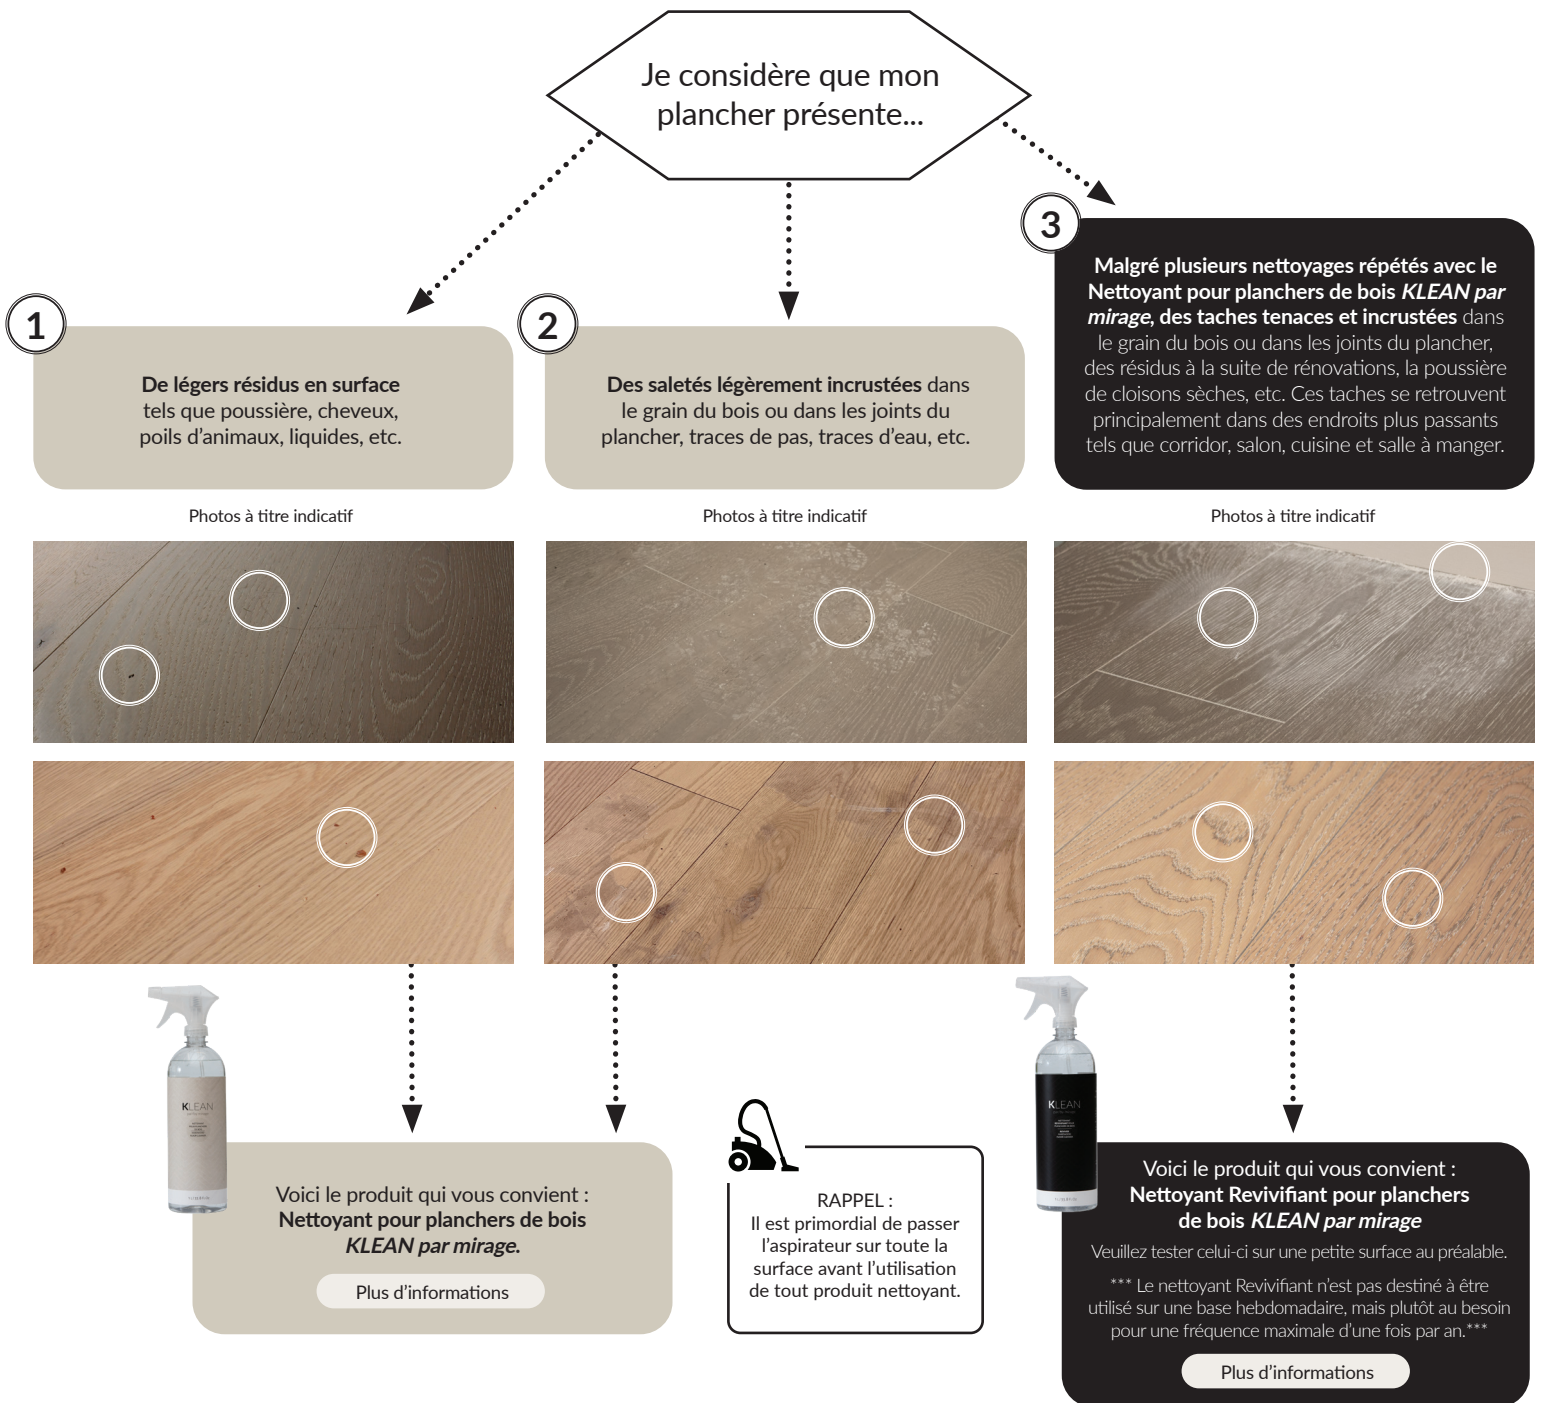 Je considère que mon
plancher présente...
1
De légers résidus en surface
tels que poussière, cheveux,
poils d'animaux, liquides, etc.
2
Des saletés légèrement incrustées dans
le grain du bois ou dans les joints du
plancher, traces de pas, traces d'eau, etc.
3
Malgré plusieurs nettoyages répétés avec le
Nettoyant pour planchers de bois KLEAN par
mirage, des taches tenaces et incrustées dans
le grain du bois ou dans les joints du plancher,
des résidus à la suite de rénovations, la poussière
de cloisons sèches, etc. Ces taches se retrouvent
principalement dans des endroits plus passants
tels que corridor, salon, cuisine et salle à manger.
Photos à titre indicatif
Photos à titre indicatif
Photos à titre indicatif
KLEAN
Voici le produit qui vous convient :
Nettoyant pour planchers de bois
KLEAN par mirage.
Plus d'informations
RAPPEL :
Il est primordial de passer
l'aspirateur sur toute la
surface avant l'utilisation
de tout produit nettoyant.
KLEAN
Voici le produit qui vous convient :
Nettoyant Revivifiant pour planchers
de bois KLEAN par mirage
Veuillez tester celui-ci sur une petite surface au préalable.
*** Le nettoyant Revivifiant n'est pas destiné à être
utilisé sur une base hebdomadaire, mais plutôt au besoin
pour une fréquence maximale d'une fois par an.***
Plus d'informations